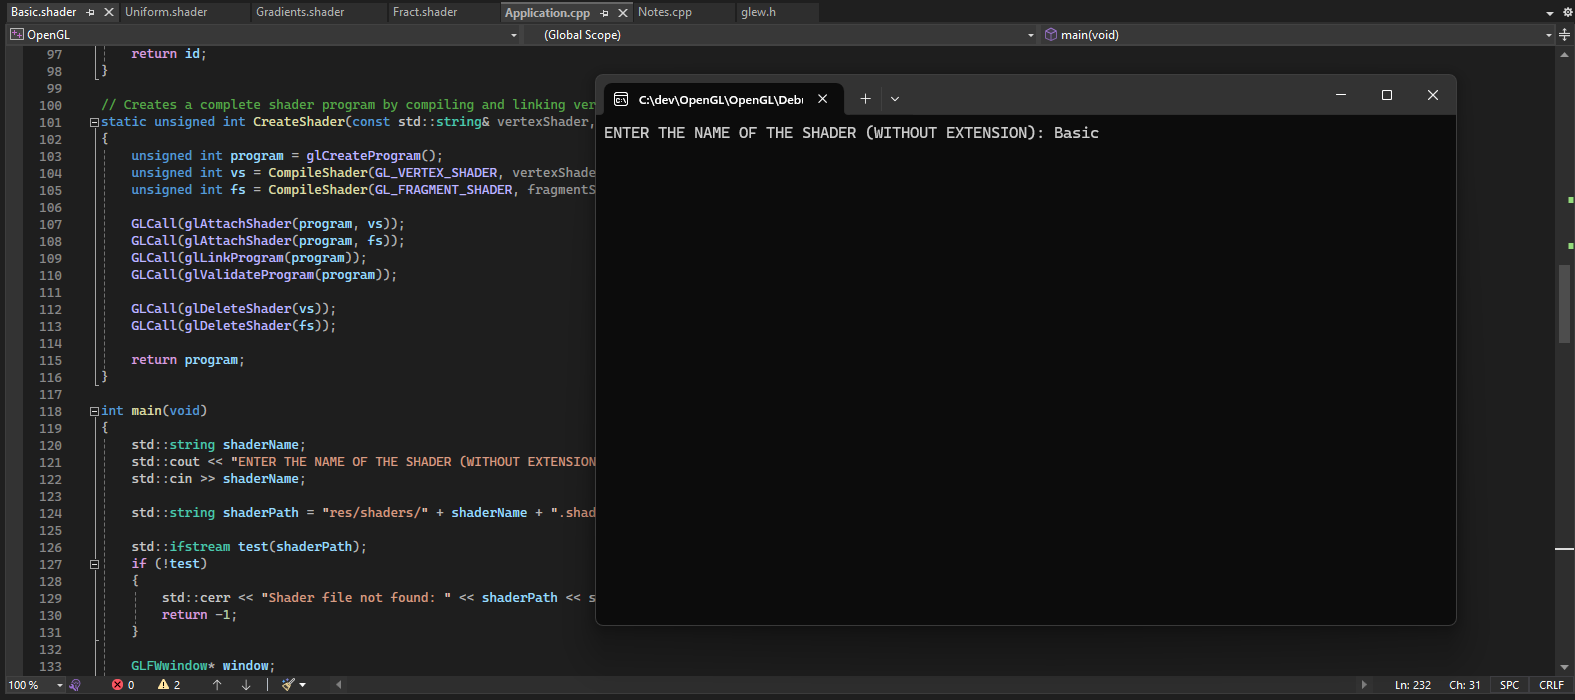 Basic.shader Uniform.shader Gradients.shader Fract.shader Application.cpp Notes.cpp glew.h
OpenGL (Global Scope) main(void)
97 return id;
98 }
99
100 // Creates a complete shader program by compiling and linking ver
101 static unsigned int CreateShader(const std::string& vertexShader,
102 {
103 unsigned int program = glCreateProgram();
104 unsigned int vs = CompileShader(GL_VERTEX_SHADER, vertexShade
105 unsigned int fs = CompileShader(GL_FRAGMENT_SHADER, fragmentS
106
107 GLCall(glAttachShader(program, vs));
108 GLCall(glAttachShader(program, fs));
109 GLCall(glLinkProgram(program));
110 GLCall(glValidateProgram(program));
111
112 GLCall(glDeleteShader(vs));
113 GLCall(glDeleteShader(fs));
114
115 return program;
116 }
117
118 int main(void)
119 {
120 std::string shaderName;
121 std::cout << "ENTER THE NAME OF THE SHADER (WITHOUT EXTENSION
122 std::cin >> shaderName;
123
124 std::string shaderPath = "res/shaders/" + shaderName + ".shad
125
126 std::ifstream test(shaderPath);
127 if (!test)
128 {
129 std::cerr << "Shader file not found: " << shaderPath << s
130 return -1;
131 }
132
133 GLFWwindow* window;
C:\dev\OpenGL\OpenGL\Debu
ENTER THE NAME OF THE SHADER (WITHOUT EXTENSION): Basic
100 % 0 2 Ln: 232 Ch: 31 SPC CRLF